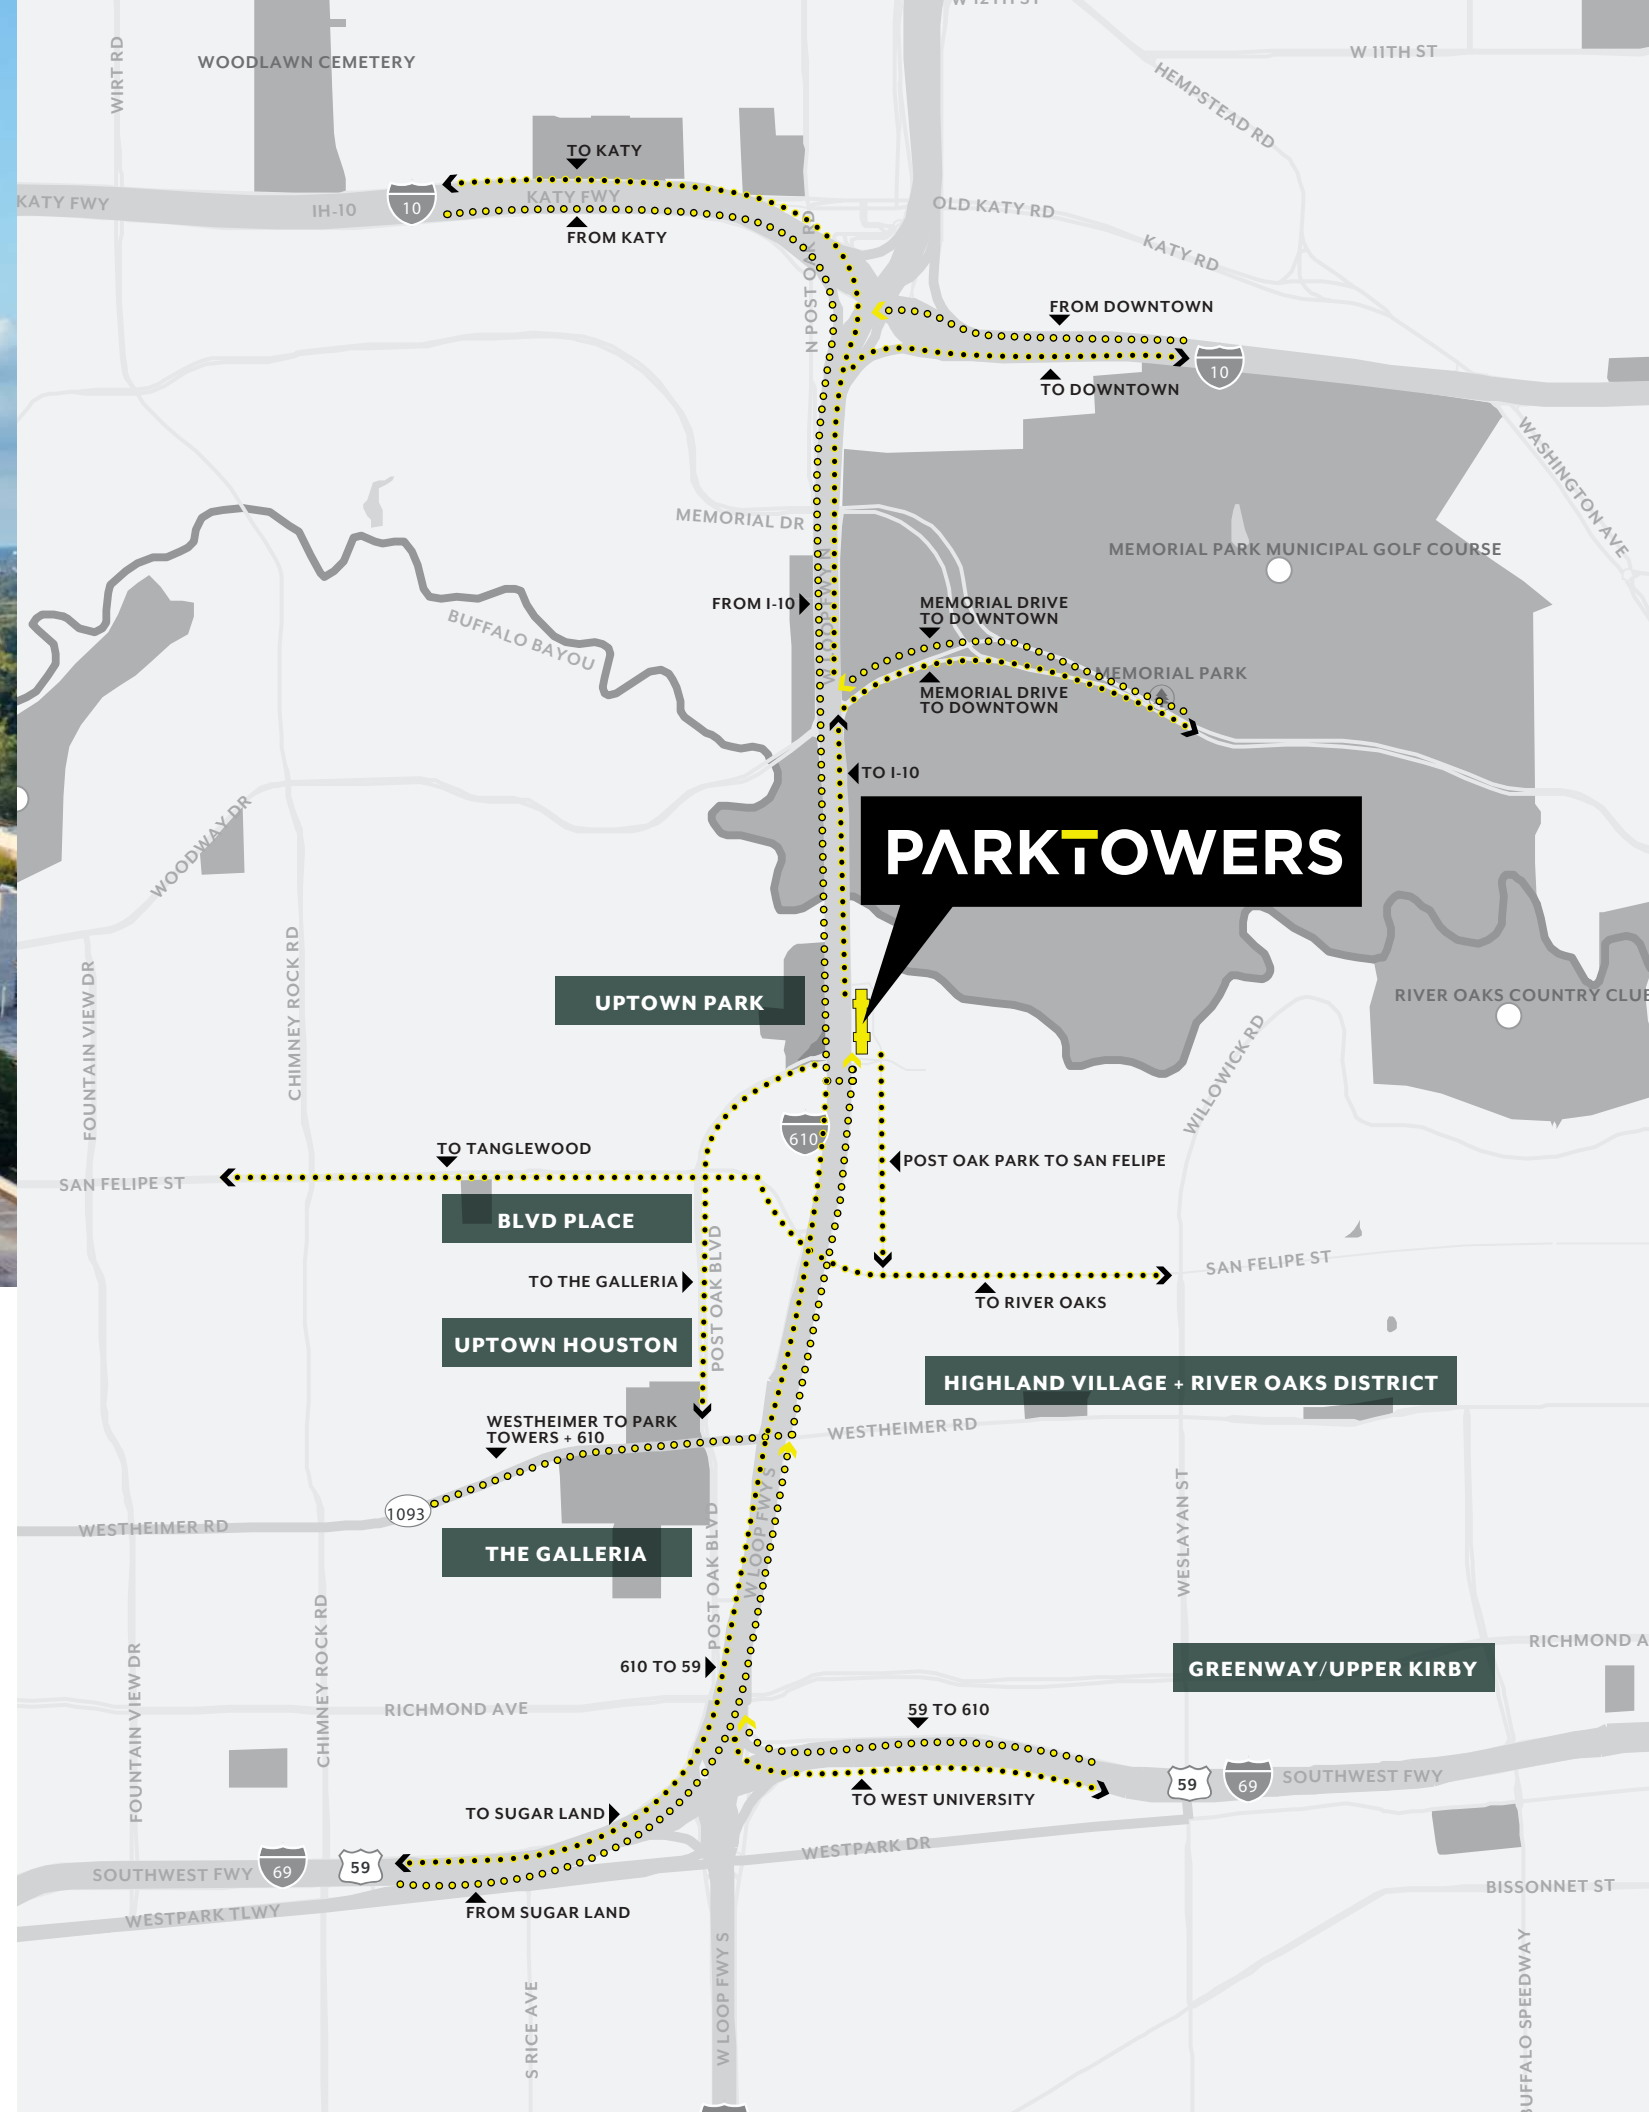 W 12TH ST
W 11TH ST
WIRT RD
WOODLAWN CEMETERY
HEMPSTEAD RD
TO KATY
KATY FWY
IH-10
10
KATY FWY
FROM KATY
N POST OAK RD
OLD KATY RD
KATY RD
FROM DOWNTOWN
10
TO DOWNTOWN
WASHINGTON AVE
MEMORIAL DR
MEMORIAL PARK MUNICIPAL GOLF COURSE
W LOOP FWY N
FROM I-10
MEMORIAL DRIVE
TO DOWNTOWN
BUFFALO BAYOU
MEMORIAL PARK
MEMORIAL DRIVE
TO DOWNTOWN
TO I-10
WOODWAY DR
PARKTOWERS
FOUNTAIN VIEW DR
CHIMNEY ROCK RD
UPTOWN PARK
RIVER OAKS COUNTRY CLUB
WILLOWICK RD
610
TO TANGLEWOOD
POST OAK PARK TO SAN FELIPE
SAN FELIPE ST
BLVD PLACE
POST OAK BLVD
SAN FELIPE ST
TO THE GALLERIA
TO RIVER OAKS
UPTOWN HOUSTON
HIGHLAND VILLAGE + RIVER OAKS DISTRICT
WESTHEIMER TO PARK
TOWERS + 610
WESTHEIMER RD
1093
WESTHEIMER RD
W LOOP FWY S
POST OAK BLVD
WESLAYAN ST
THE GALLERIA
CHIMNEY ROCK RD
FOUNTAIN VIEW DR
RICHMOND A
610 TO 59
GREENWAY/UPPER KIRBY
RICHMOND AVE
59 TO 610
59
69
SOUTHWEST FWY
TO WEST UNIVERSITY
TO SUGAR LAND
WESTPARK DR
SOUTHWEST FWY
69
59
BISSONNET ST
FROM SUGAR LAND
WESTPARK TLWY
W LOOP FWY S
S RICE AVE
BUFFALO SPEEDWAY